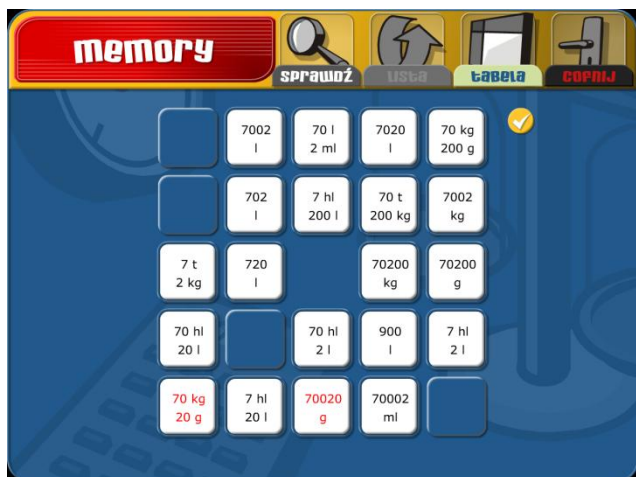 memory
SPRAWDŹ
LISTA
tabela
COFNIJ
7002
l
70 l
2 ml
7020
l
70 kg
200 g
702
l
7 hl
200 l
70 t
200 kg
7002
kg
7 t
2 kg
720
l
70200
kg
70200
g
70 hl
20 l
70 hl
2 l
900
l
7 hl
2 l
70 kg
20 g
7 hl
20 l
70020
g
70002
ml